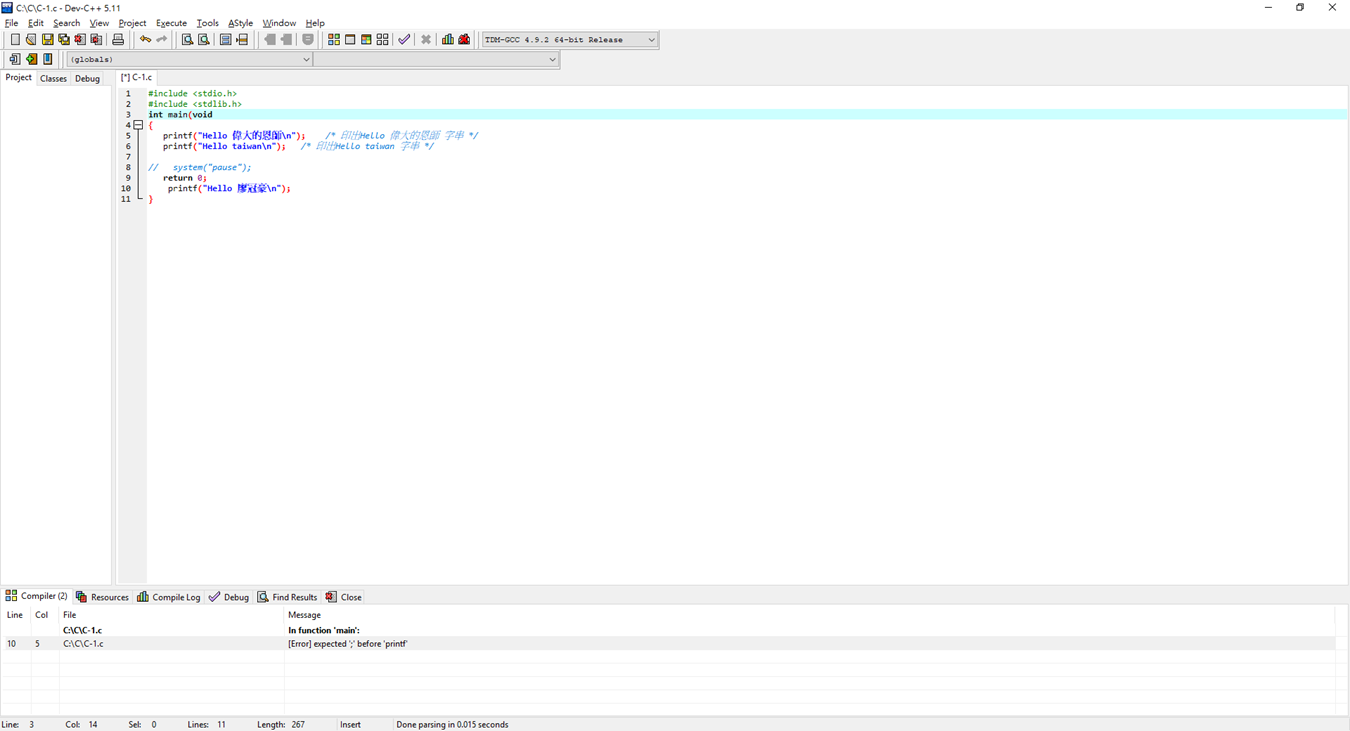 C:\C\C-1.c - Dev-C++ 5.11
File Edit Search View Project Execute Tools AStyle Window Help
TDM-GCC 4.9.2 64-bit Release
(globals)
Project Classes Debug
[*] C-1.c
1 #include <stdio.h>
2 #include <stdlib.h>
3 int main(void
4 {
5 printf("Hello 偉大的恩師\n"); /* 印出Hello 偉大的恩師 字串 */
6 printf("Hello taiwan\n"); /* 印出Hello taiwan 字串 */
7
8 // system("pause");
9 return 0;
10 printf("Hello 廖冠豪\n");
11 }
Compiler (2) Resources Compile Log Debug Find Results Close
Line Col File Message
C:\C\C-1.c In function 'main':
10 5 C:\C\C-1.c [Error] expected ';' before 'printf'
Line: 3 Col: 14 Sel: 0 Lines: 11 Length: 267 Insert Done parsing in 0.015 seconds